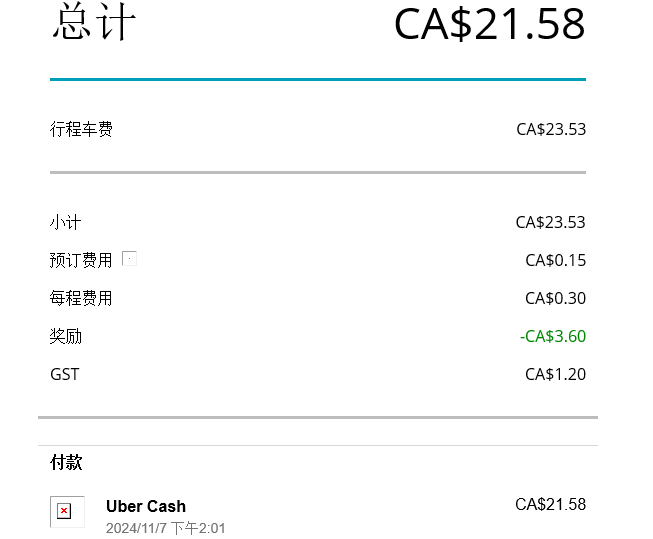 总计 CA$21.58
行程车费 CA$23.53
小计 CA$23.53
预订费用 CA$0.15
每程费用 CA$0.30
奖励 -CA$3.60
GST CA$1.20
付款
Uber Cash CA$21.58
2024/11/7 下午2:01